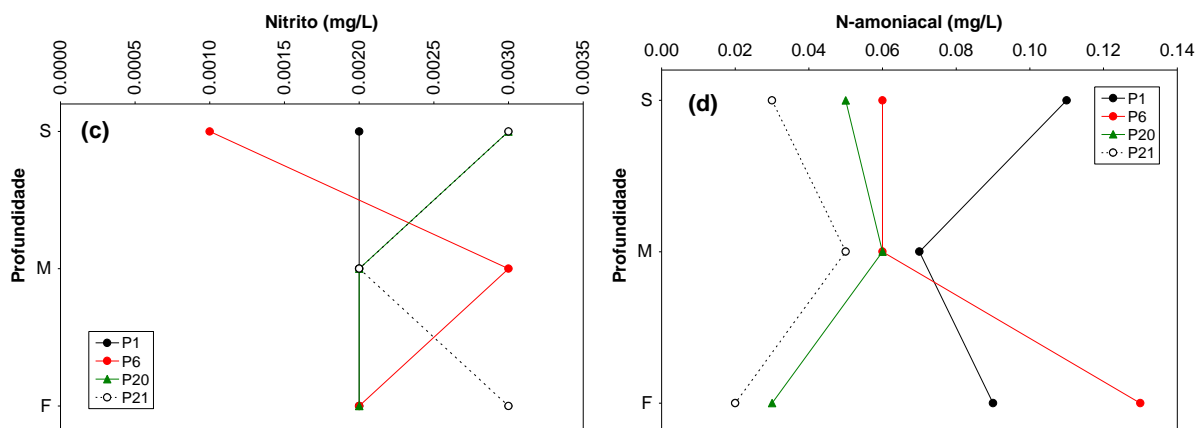 Nitrito (mg/L)
0.0000
0.0005
0.0010
0.0015
0.0020
0.0025
0.0030
0.0035
Profundidade
S
M
F
(c)
P1
P6
P20
P21
N-amoniacal (mg/L)
0.00 0.02 0.04 0.06 0.08 0.10 0.12 0.14
Profundidade
S
M
F
(d)
P1
P6
P20
P21